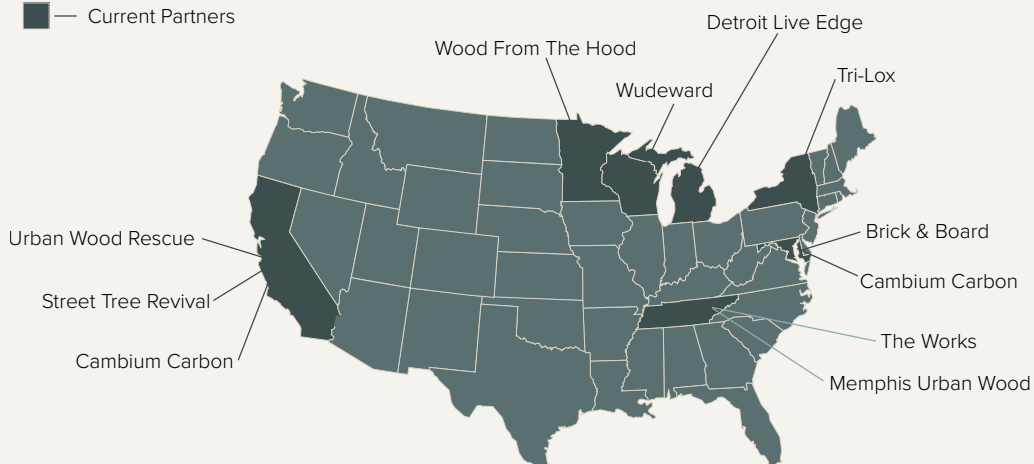 Current Partners
Detroit Live Edge
Wood From The Hood
Tri-Lox
Wudeward
Urban Wood Rescue
Brick & Board
Cambium Carbon
Street Tree Revival
The Works
Cambium Carbon
Memphis Urban Wood